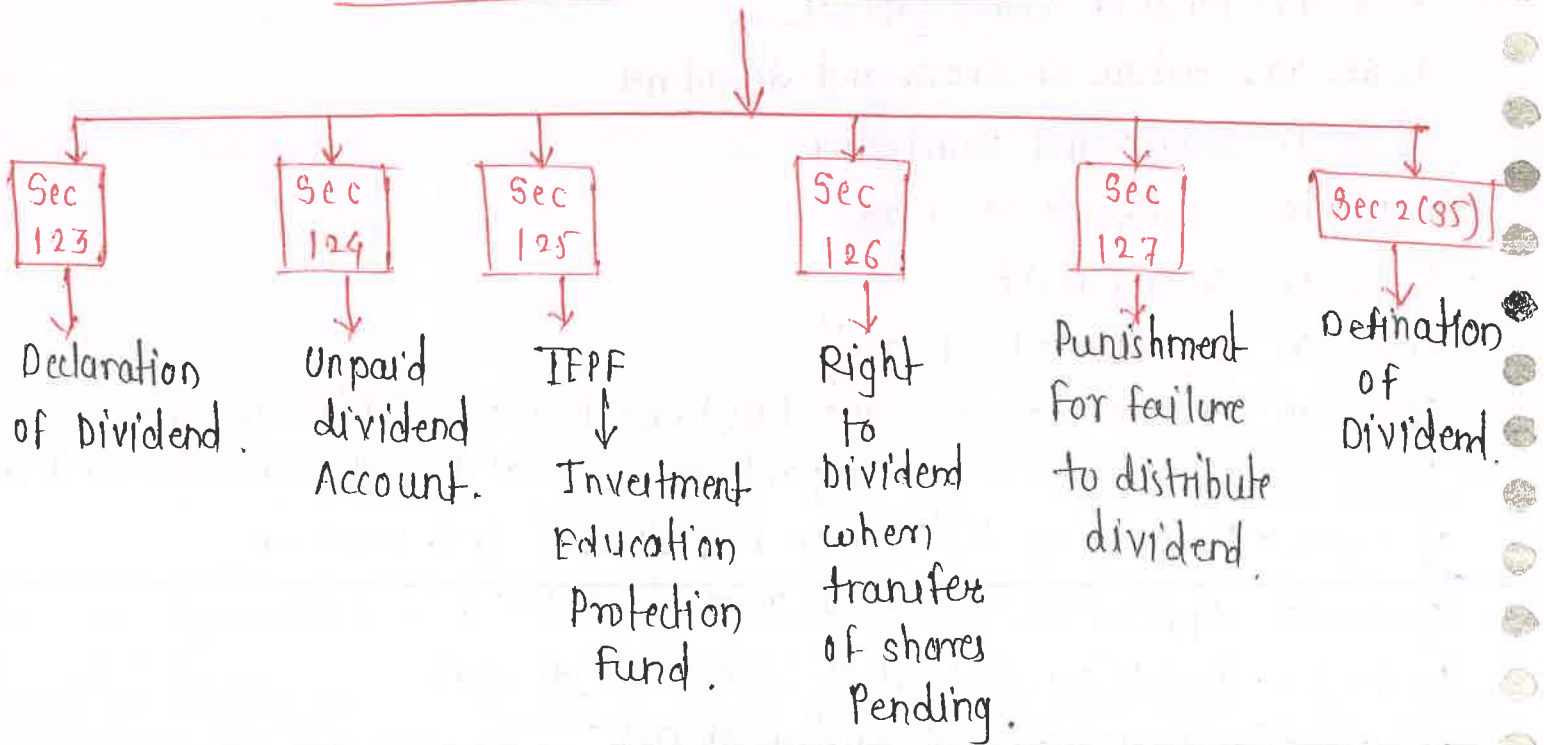 Sec
123
Declaration
of Dividend.
Sec
124
Unpaid
dividend
Account.
Sec
125
IEPF
Invertment
Education
Protection
fund.
Sec
126
Right
to
Dividend
when
transfer
of shares
Pending.
Sec
127
Punishment
For failure
to distribute
dividend.
Sec 2(35)
Defination
of
Dividend.